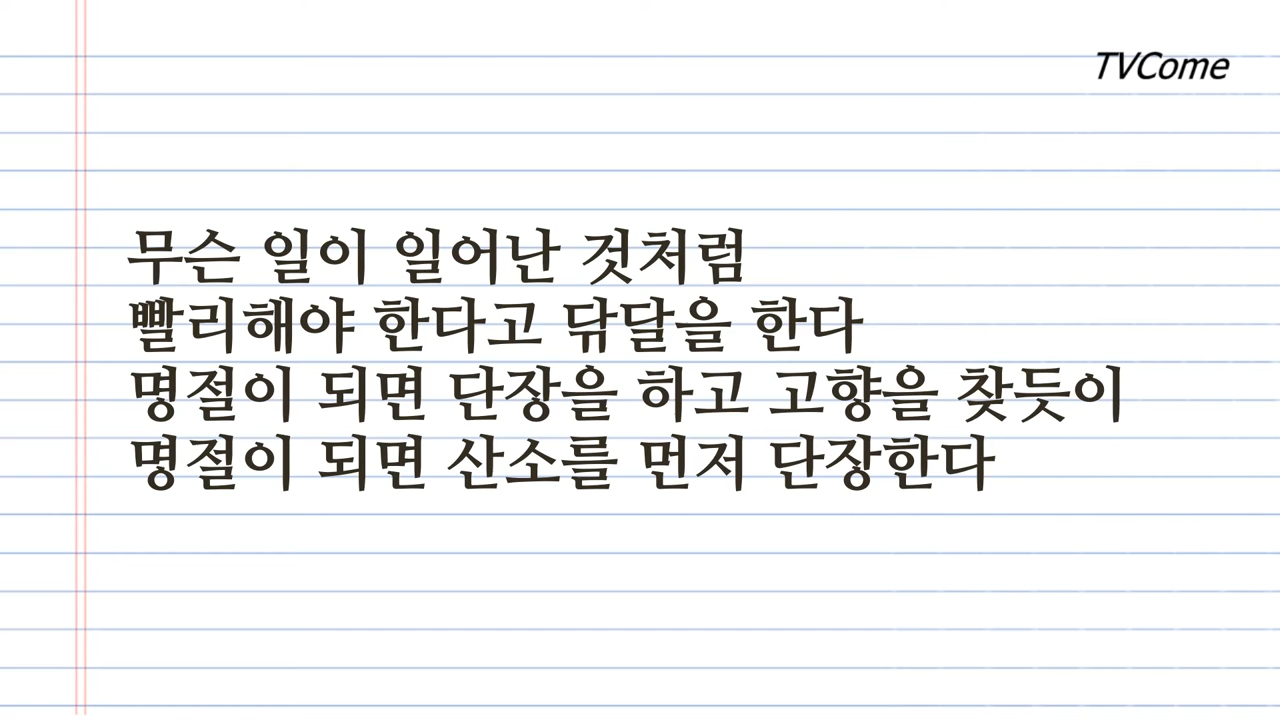 TVCome
무슨 일이 일어난 것처럼
빨리해야 한다고 닦달을 한다
명절이 되면 단장을 하고 고향을 찾듯이
명절이 되면 산소를 먼저 단장한다